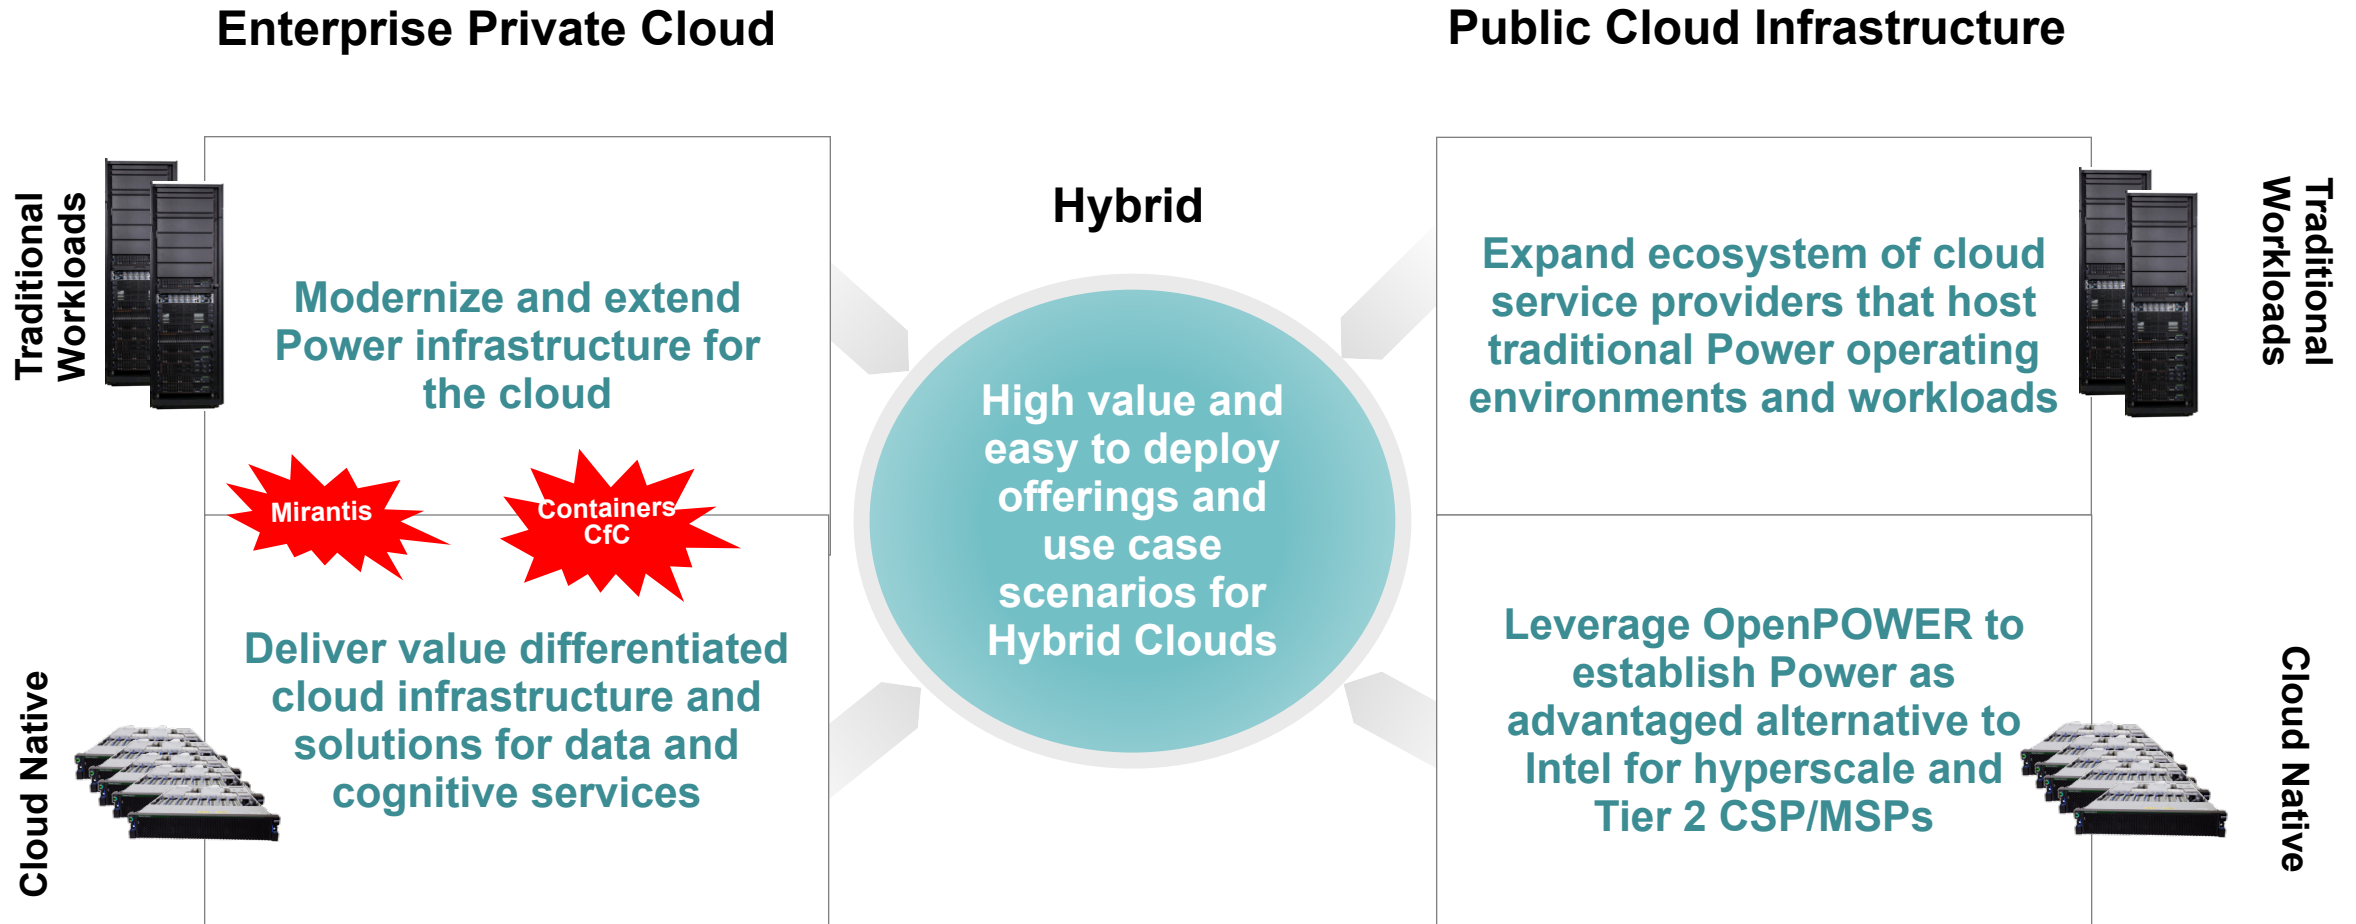 Enterprise Private Cloud
Public Cloud Infrastructure
Traditional
Workloads
Modernize and extend
Power infrastructure for
the cloud
Mirantis
Containers
CfC
Cloud Native
Deliver value differentiated
cloud infrastructure and
solutions for data and
cognitive services
Hybrid
High value and
easy to deploy
offerings and
use case
scenarios for
Hybrid Clouds
Expand ecosystem of cloud
service providers that host
traditional Power operating
environments and workloads
Traditional
Workloads
Leverage OpenPOWER to
establish Power as
advantaged alternative to
Intel for hyperscale and
Tier 2 CSP/MSPs
Cloud Native